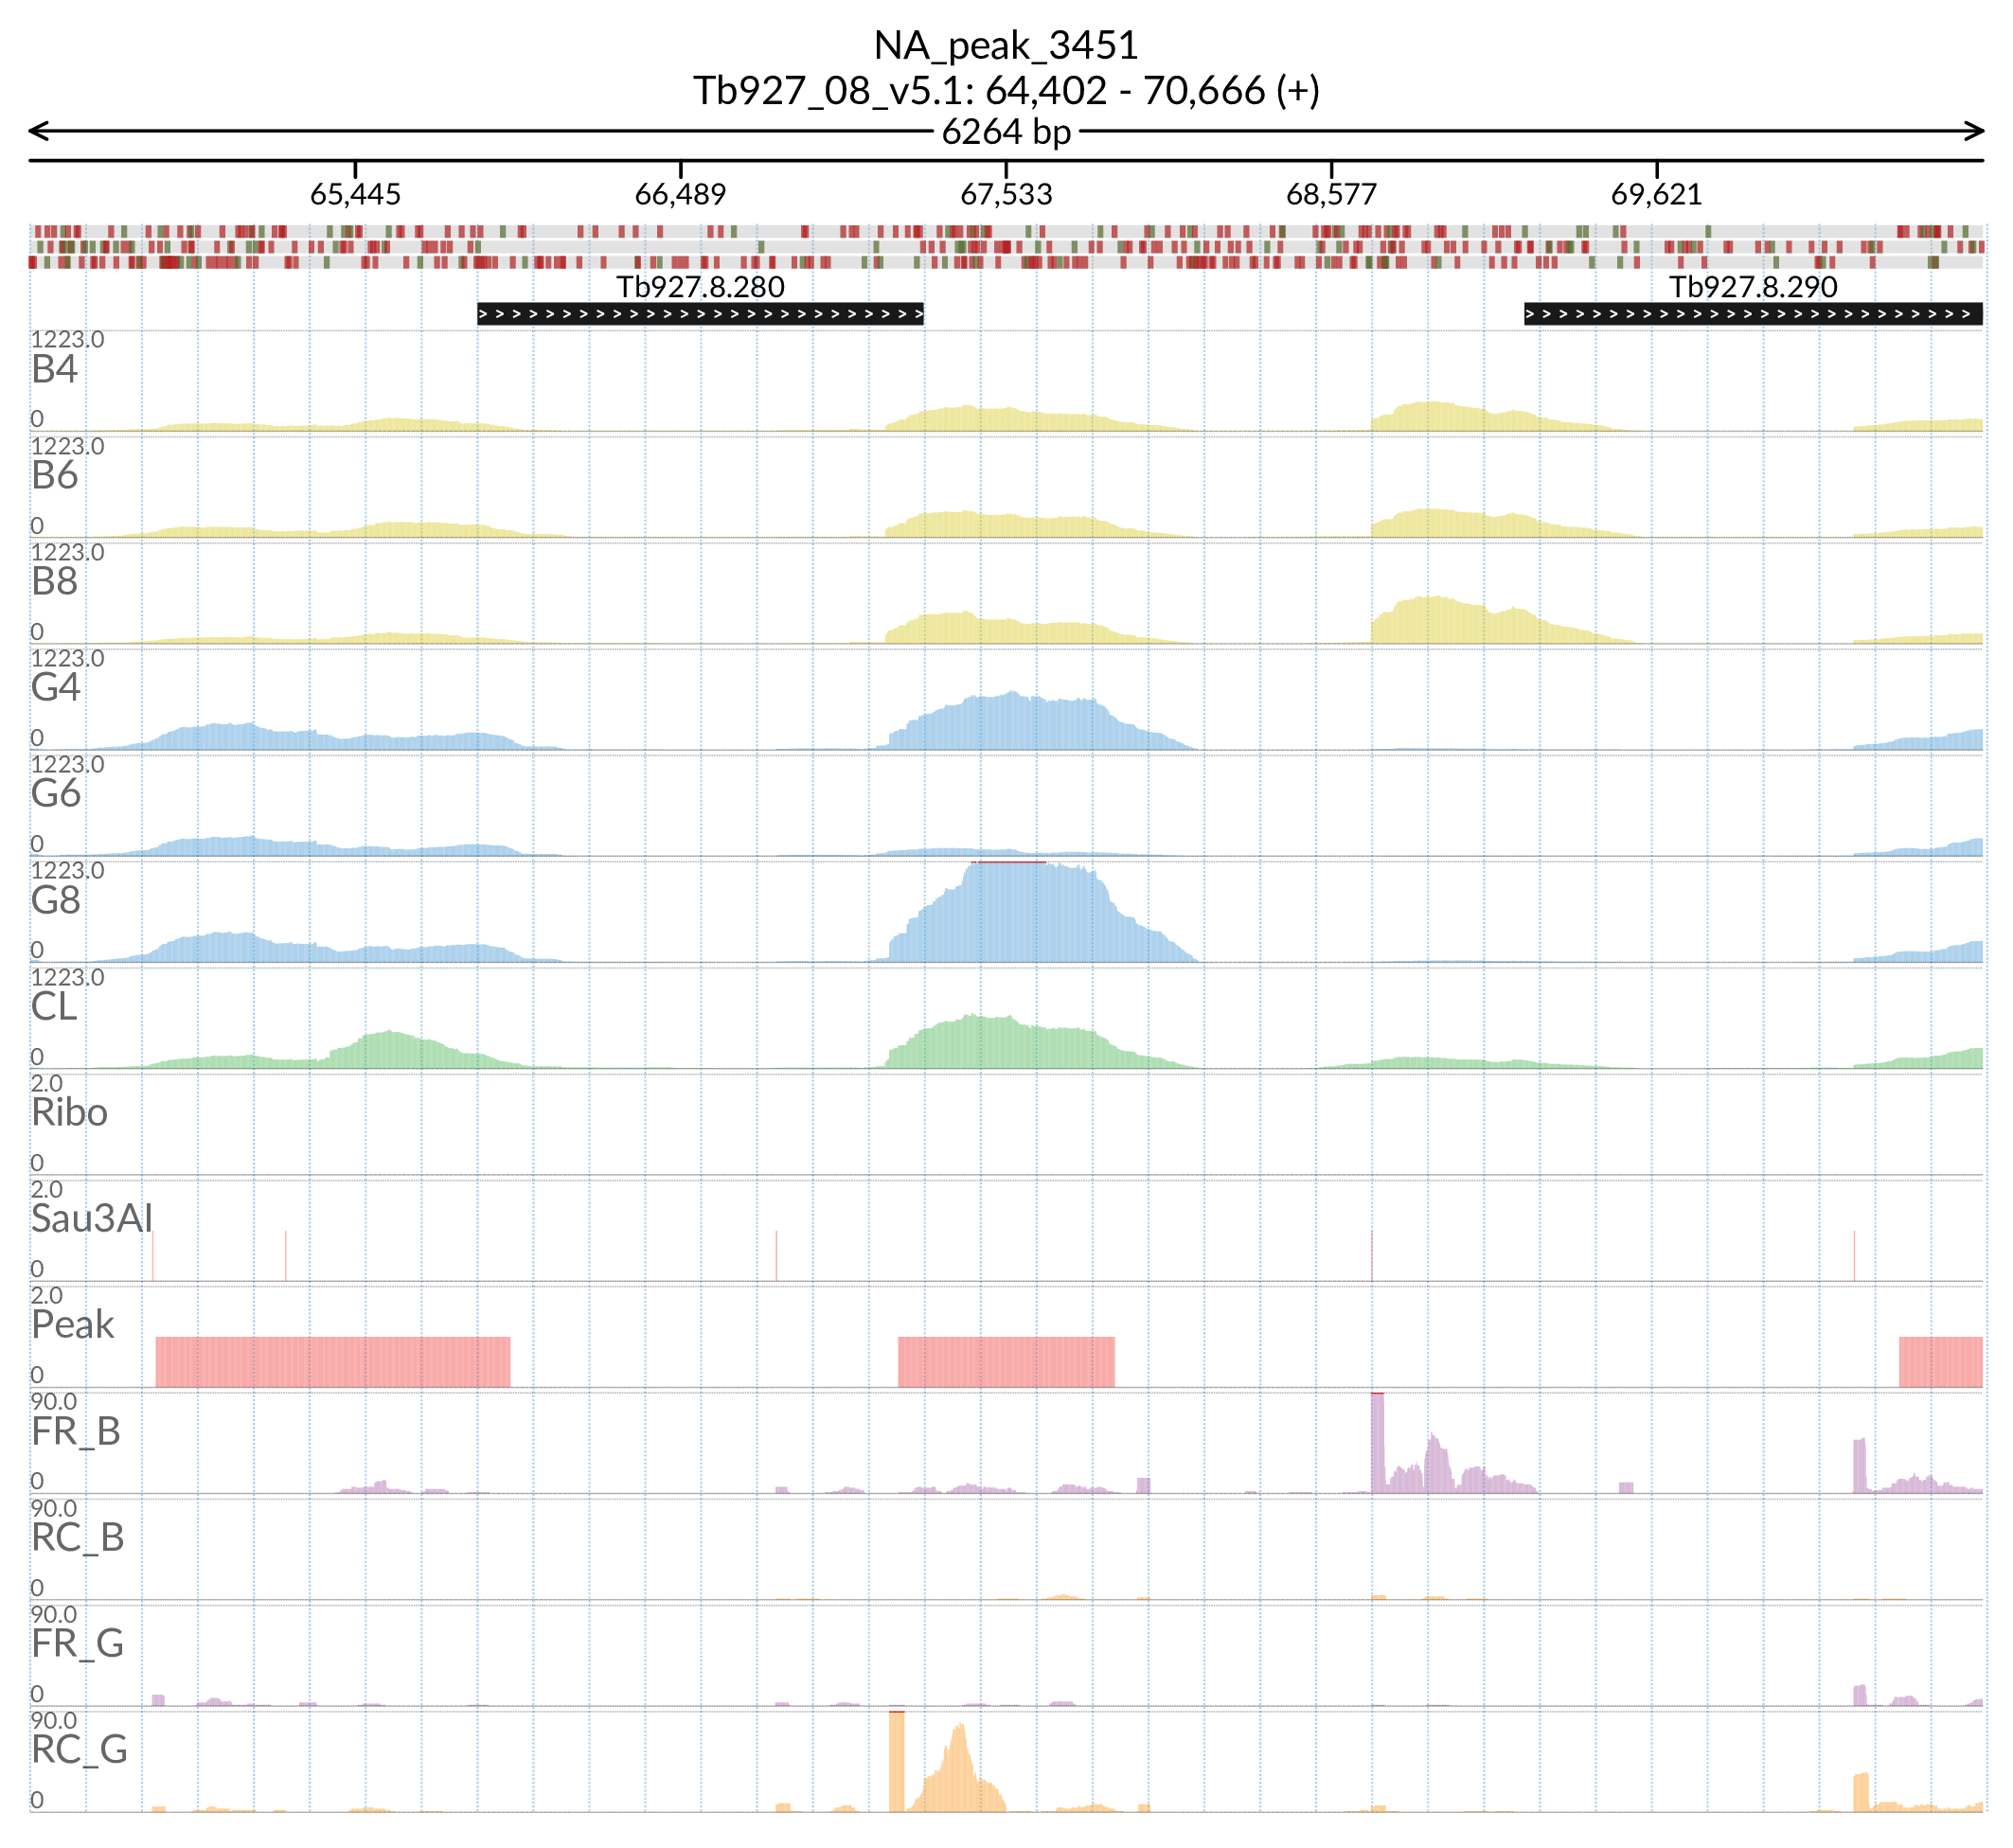 NA_peak_3451
Tb927_08_v5.1: 64,402 - 70,666 (+)
6264 bp
65,445 66,489 67,533 68,577 69,621
Tb927.8.280 Tb927.8.290
1223.0
B4
0
1223.0
B6
0
1223.0
B8
0
1223.0
G4
0
1223.0
G6
0
1223.0
G8
0
1223.0
CL
0
2.0
Ribo
0
2.0
Sau3AI
0
2.0
Peak
0
90.0
FR_B
0
90.0
RC_B
0
90.0
FR_G
0
90.0
RC_G
0